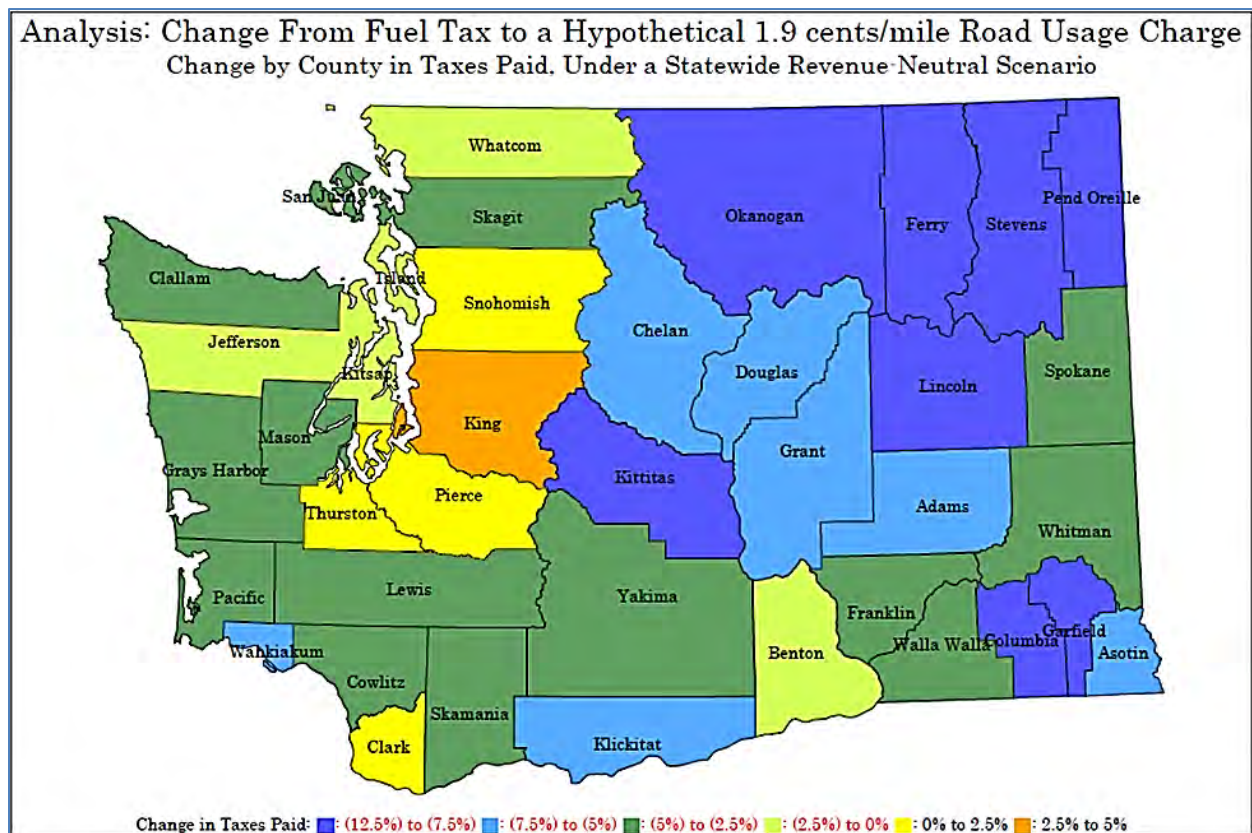 Analysis: Change From Fuel Tax to a Hypothetical 1.9 cents/mile Road Usage Charge
Change by County in Taxes Paid, Under a Statewide Revenue-Neutral Scenario
Whatcom
San Juan
Skagit
Okanogan
Ferry
Stevens
Pend Oreille
Clallam
Island
Snohomish
Chelan
Jefferson
Kitsap
Douglas
Lincoln
Spokane
King
Mason
Grays Harbor
Grant
Kittitas
Pierce
Thurston
Adams
Whitman
Pacific
Lewis
Yakima
Franklin
Walla Walla
Columbia
Garfield
Asotin
Wahkiakum
Benton
Cowlitz
Skamania
Clark
Klickitat
Change in Taxes Paid: : (12.5%) to (7.5%) : (7.5%) to (5%) : (5%) to (2.5%) : (2.5%) to 0% : 0% to 2.5% : 2.5% to 5%